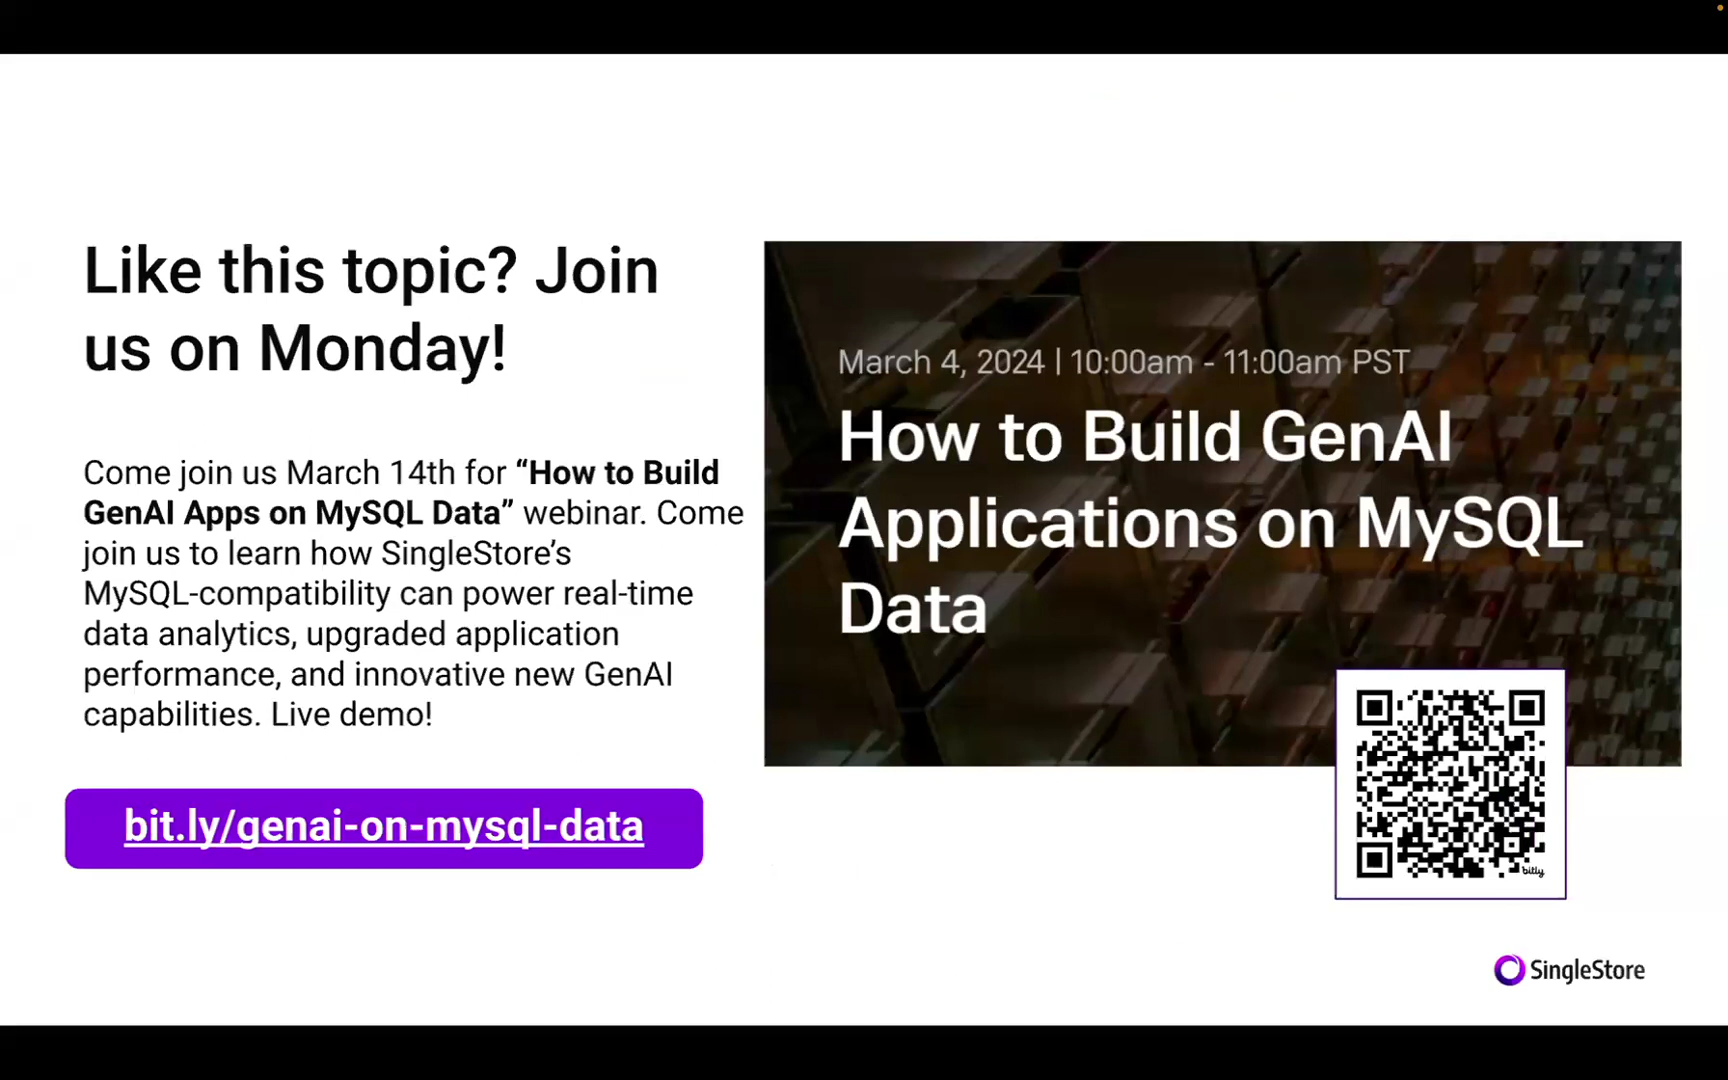 Like this topic? Join
us on Monday!
Come join us March 14th for “How to Build
GenAI Apps on MySQL Data” webinar. Come
join us to learn how SingleStore’s
MySQL-compatibility can power real-time
data analytics, upgraded application
performance, and innovative new GenAI
capabilities. Live demo!
bit.ly/genai-on-mysql-data
March 4, 2024 | 10:00am - 11:00am PST
How to Build GenAI
Applications on MySQL
Data
bitly
SingleStore